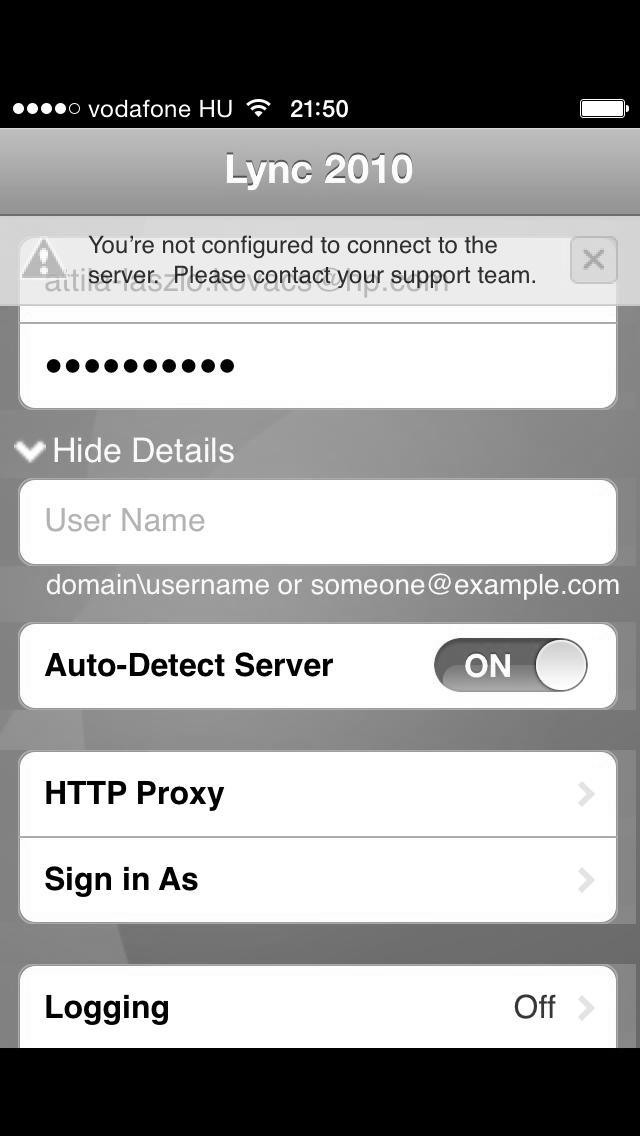 vodafone HU 21:50
Lync 2010
You're not configured to connect to the
server. Please contact your support team.
attila-laszlo.kovacs@hp.com
Hide Details
User Name
domain\username or someone@example.com
Auto-Detect Server ON
HTTP Proxy
Sign in As
Logging Off